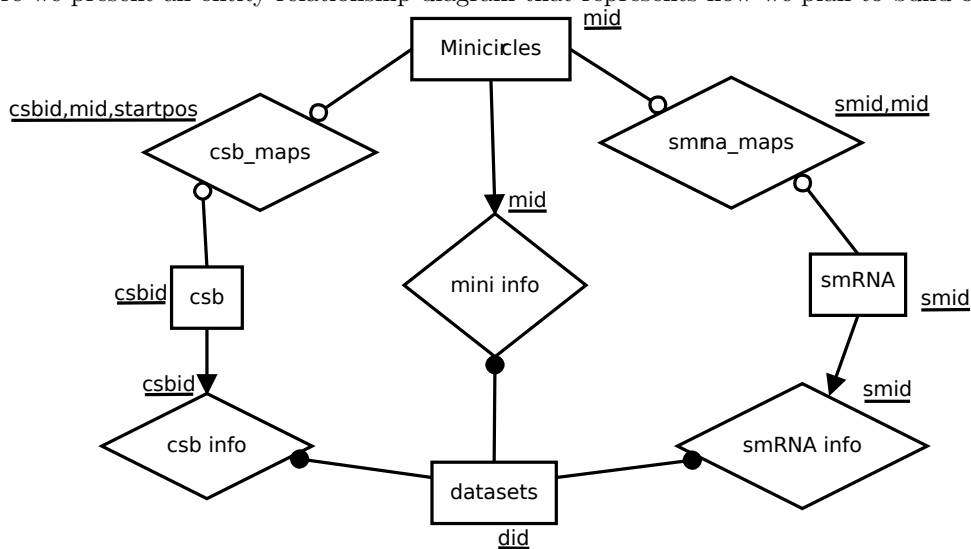 mid
Minicircles
csbid,mid,startpos
smid,mid
csb_maps
smrna_maps
mid
mini info
csbid
csb
smRNA
smid
csbid
smid
csb info
smRNA info
datasets
did